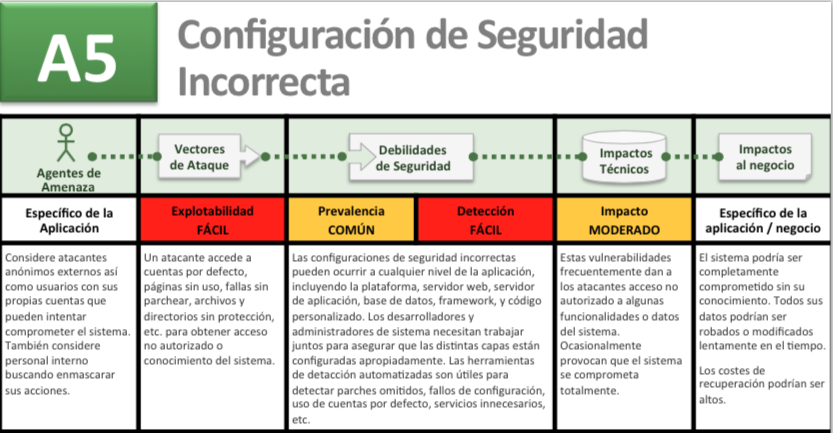 A5
Configuración de Seguridad
Incorrecta
Agentes de
Amenaza
Vectores
de Ataque
Debilidades
de Seguridad
Impactos
Técnicos
Impactos
al negocio
Específico de la
Aplicación
Explotabilidad
FÁCIL
Prevalencia
COMÚN
Detección
FÁCIL
Impacto
MODERADO
Específico de la
aplicación / negocio
Considere atacantes
anónimos externos así
como usuarios con sus
propias cuentas que
pueden intentar
comprometer el sistema.
También considere
personal interno
buscando enmascarar
sus acciones.
Un atacante accede a
cuentas por defecto,
páginas sin uso, fallas sin
parchear, archivos y
directorios sin protección,
etc. para obtener acceso
no autorizado o
conocimiento del sistema.
Las configuraciones de seguridad incorrectas
pueden ocurrir a cualquier nivel de la aplicación,
incluyendo la plataforma, servidor web, servidor
de aplicación, base de datos, framework, y código
personalizado. Los desarrolladores y
administradores de sistema necesitan trabajar
juntos para asegurar que las distintas capas están
configuradas apropiadamente. Las herramientas
de detacción automatizadas son útiles para
detectar parches omitidos, fallos de configuración,
uso de cuentas por defecto, servicios innecesarios,
etc.
Estas vulnerabilidades
frecuentemente dan a
los atacantes acceso no
autorizado a algunas
funcionalidades o datos
del sistema.
Ocasionalmente
provocan que el sistema
se comprometa
totalmente.
El sistema podría ser
completamente
comprometido sin su
conocimiento. Todos sus
datos podrían ser
robados o modificados
lentamente en el tiempo.
Los costes de
recuperación podrían ser
altos.